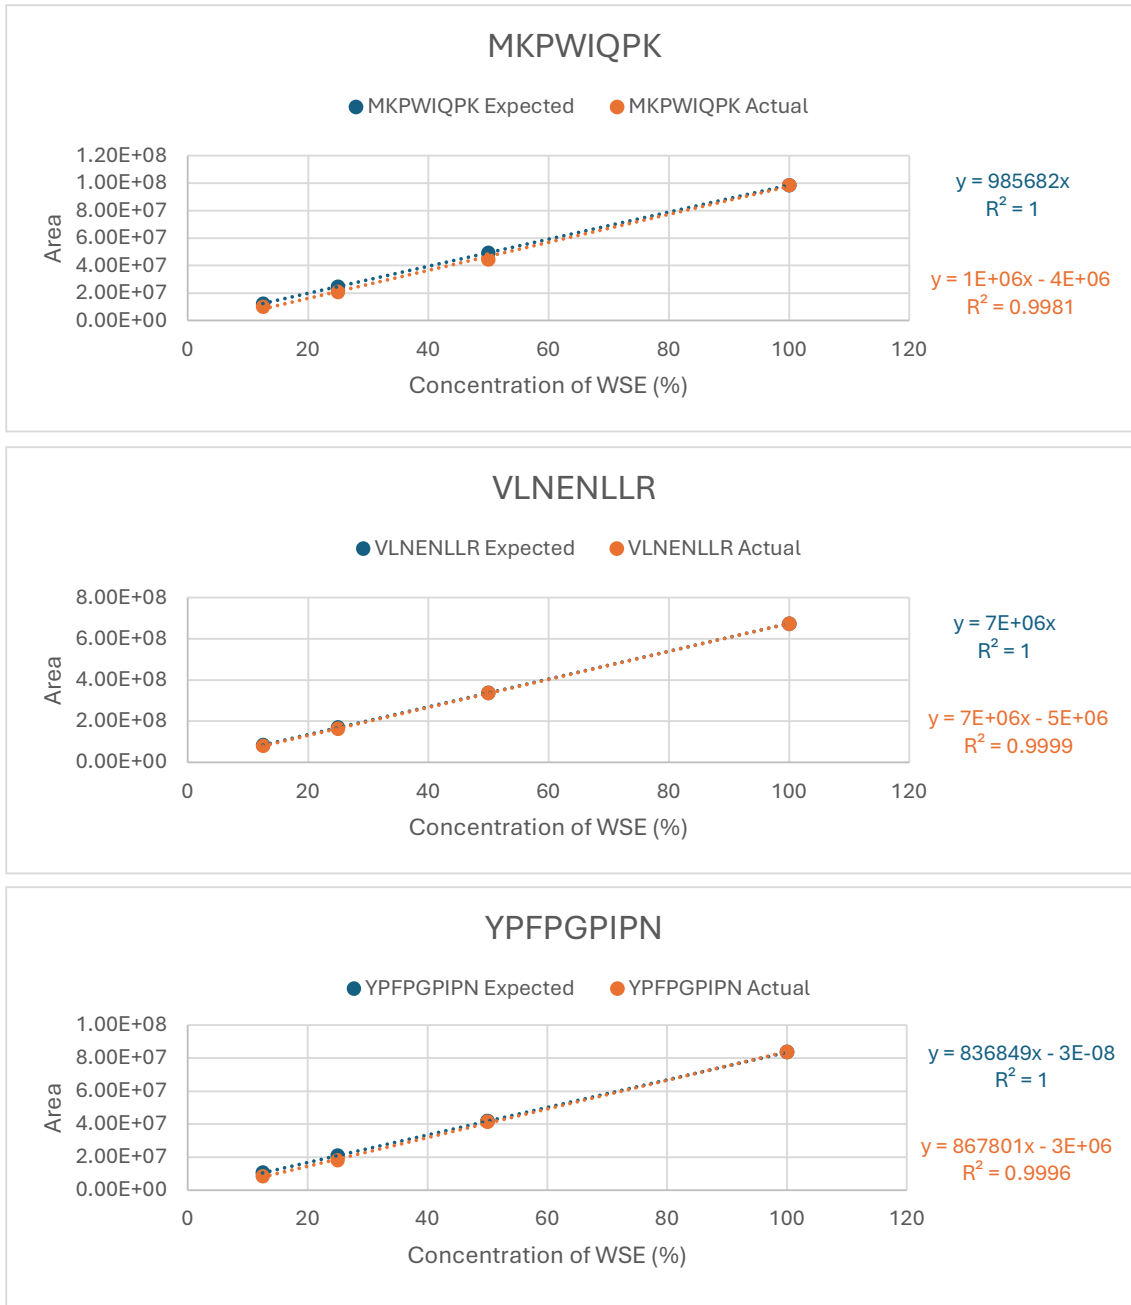 MKPWIQPK
MKPWIQPK Expected MKPWIQPK Actual
1.20E+08
1.00E+08
8.00E+07
6.00E+07
4.00E+07
2.00E+07
0.00E+00
Area
0 20 40 60 80 100 120
Concentration of WSE (%)
y = 985682x
R² = 1
y = 1E+06x - 4E+06
R² = 0.9981
VLNENLLR
VLNENLLR Expected VLNENLLR Actual
8.00E+08
6.00E+08
4.00E+08
2.00E+08
0.00E+00
Area
0 20 40 60 80 100 120
Concentration of WSE (%)
y = 7E+06x
R² = 1
y = 7E+06x - 5E+06
R² = 0.9999
YPFPGPIPN
YPFPGPIPN Expected YPFPGPIPN Actual
1.00E+08
8.00E+07
6.00E+07
4.00E+07
2.00E+07
0.00E+00
Area
0 20 40 60 80 100 120
Concentration of WSE (%)
y = 836849x - 3E-08
R² = 1
y = 867801x - 3E+06
R² = 0.9996